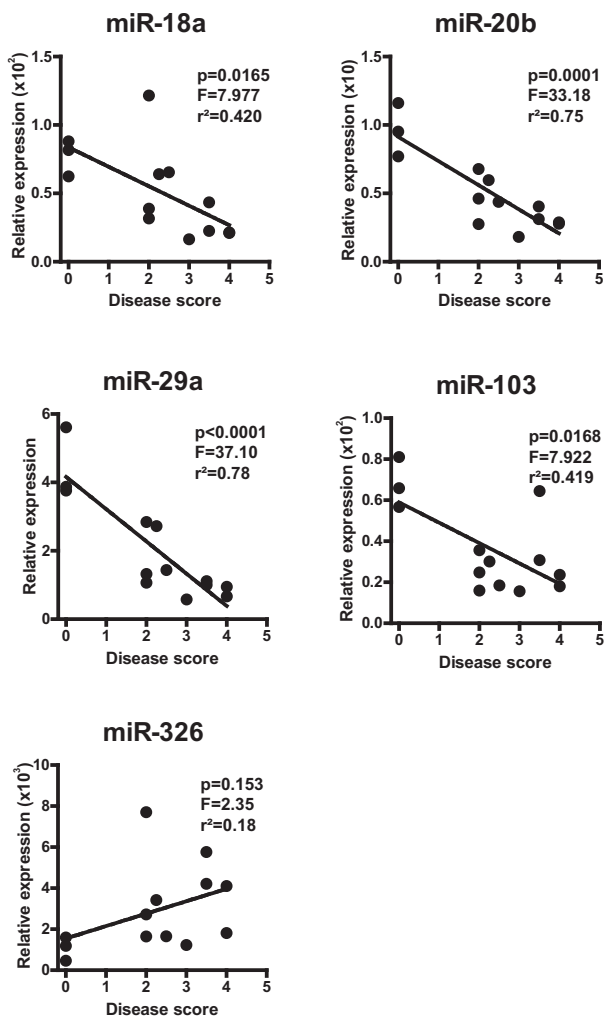 miR-18a
1.5
1.0
0.5
0.0
Relative expression (x10²)
p=0.0165
F=7.977
r²=0.420
0 1 2 3 4 5
Disease score
miR-20b
1.5
1.0
0.5
0.0
Relative expression (x10)
p=0.0001
F=33.18
r²=0.75
0 1 2 3 4 5
Disease score
miR-29a
6
4
2
0
Relative expression
p<0.0001
F=37.10
r²=0.78
0 1 2 3 4 5
Disease score
miR-103
1.0
0.8
0.6
0.4
0.2
0.0
Relative expression (x10²)
p=0.0168
F=7.922
r²=0.419
0 1 2 3 4 5
Disease score
miR-326
10
8
6
4
2
0
Relative expression (x10³)
p=0.153
F=2.35
r²=0.18
0 1 2 3 4 5
Disease score